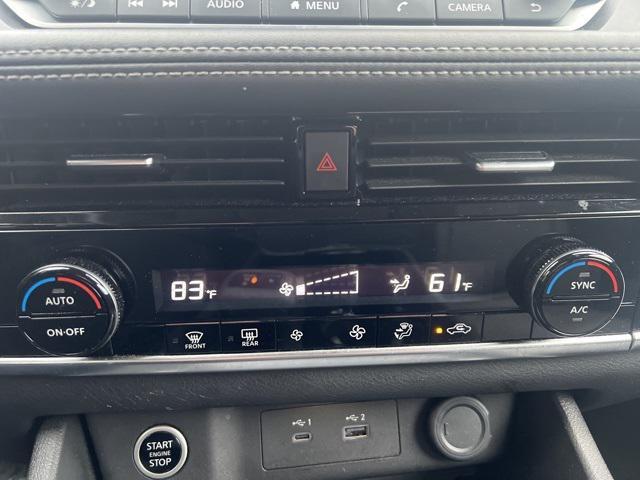 AUDIO MENU CAMERA
83°F 61°F
AUTO SYNC
ON·OFF A/C
FRONT REAR
START ENGINE STOP
1 2